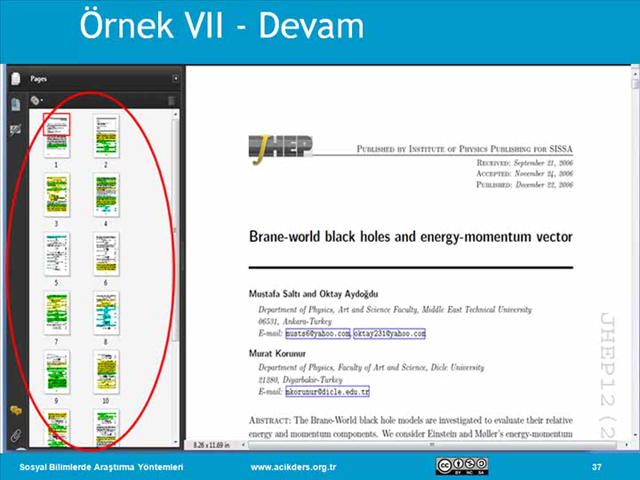 Örnek VII - Devam
Pages
1
2
3
4
5
6
7
8
9
10
JHEP
PUBLISHED BY INSTITUTE OF PHYSICS PUBLISHING FOR SISSA
RECEIVED: September 21, 2006
ACCEPTED: November 24, 2006
PUBLISHED: December 22, 2006
Brane-world black holes and energy-momentum vector
Mustafa Saltı and Oktay Aydoğdu
Department of Physics, Art and Science Faculty, Middle East Technical University
06531, Ankara-Turkey
E-mail: musts6@yahoo.com, oktay231@yahoo.com
Murat Korunur
Department of Physics, Faculty of Art and Science, Dicle University
21280, Diyarbakir-Turkey
E-mail: mkorunur@dicle.edu.tr
ABSTRACT: The Brane-World black hole models are investigated to evaluate their relative
energy and momentum components. We consider Einstein and Møller's energy-momentum
JHEP12(2
8.26 x 11.69 in
Sosyal Bilimlerde Araştırma Yöntemleri
www.acikders.org.tr
cc
BY NC SA
37